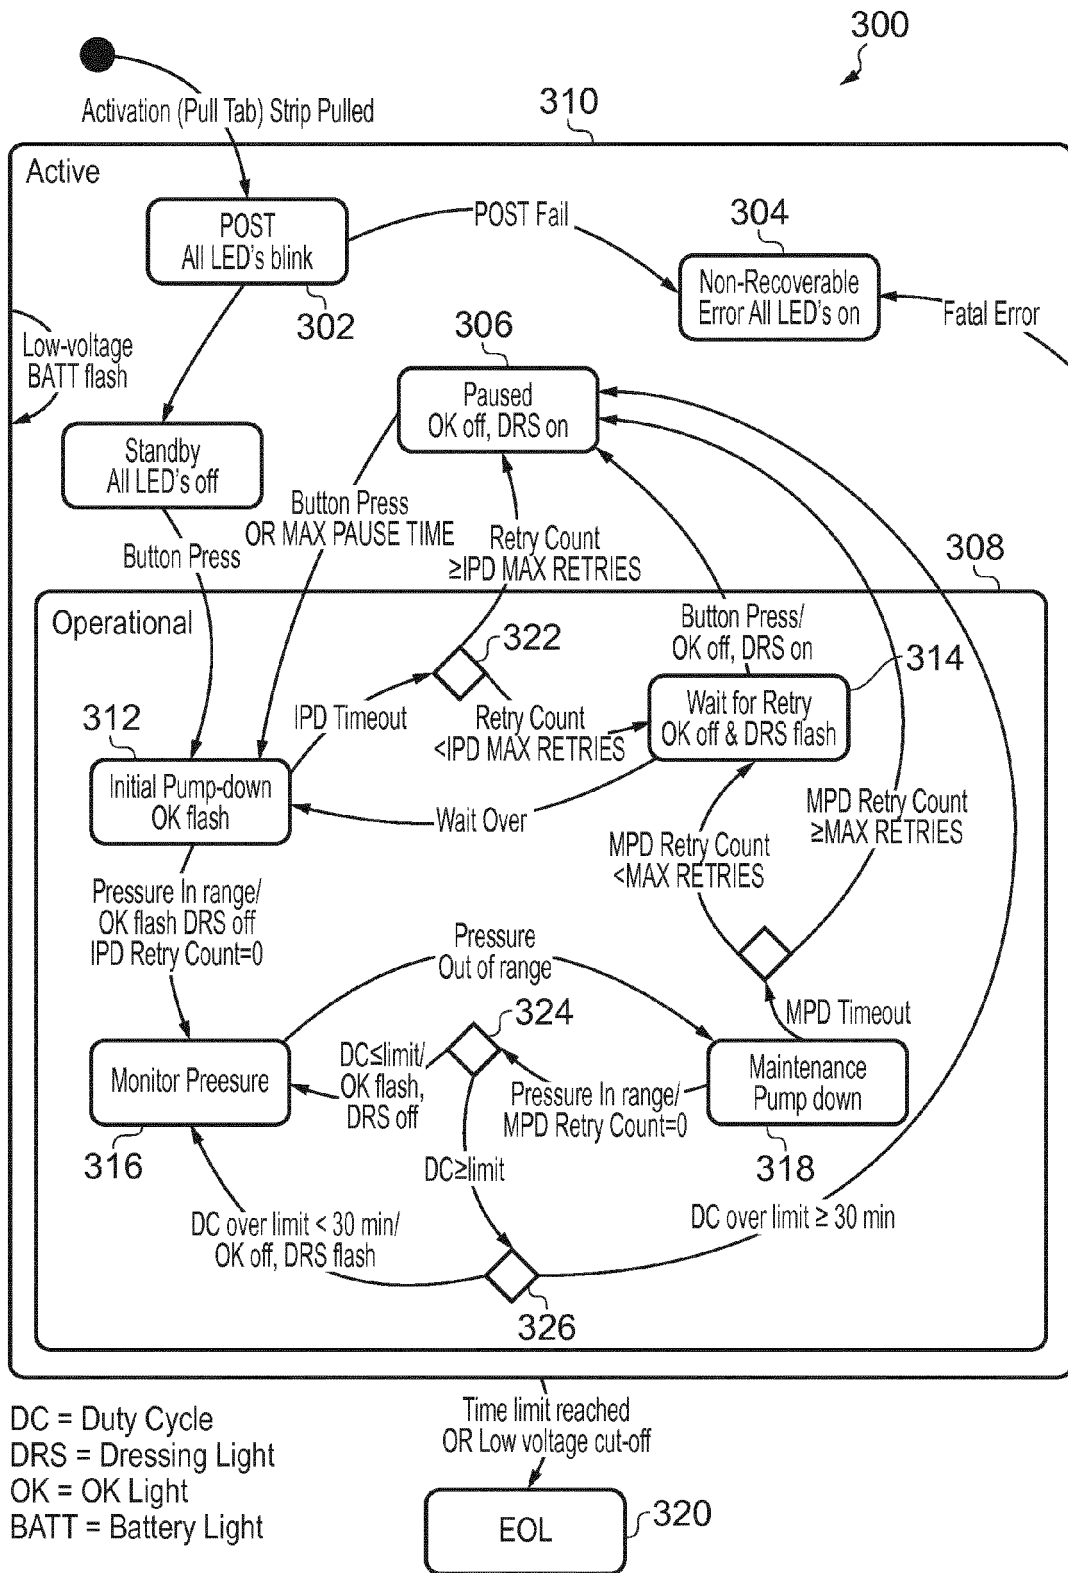 300
Activation (Pull Tab) Strip Pulled
310
Active
POST
All LED's blink
302
POST Fail
304
Non-Recoverable
Error All LED's on
Fatal Error
Low-voltage
BATT flash
306
Paused
OK off, DRS on
Standby
All LED's off
Button Press
Button Press
OR MAX PAUSE TIME
Retry Count
≥IPD MAX RETRIES
308
Operational
322
Button Press/
OK off, DRS on
314
312
IPD Timeout
Retry Count
<IPD MAX RETRIES
Wait for Retry
OK off & DRS flash
Initial Pump-down
OK flash
Wait Over
MPD Retry Count
<MAX RETRIES
MPD Retry Count
≥MAX RETRIES
Pressure In range/
OK flash DRS off
IPD Retry Count=0
Pressure
Out of range
MPD Timeout
324
Monitor Preesure
316
DC≤limit/
OK flash,
DRS off
Pressure In range/
MPD Retry Count=0
Maintenance
Pump down
318
DC≥limit
DC over limit < 30 min/
OK off, DRS flash
DC over limit ≥ 30 min
326
Time limit reached
OR Low voltage cut-off
DC = Duty Cycle
DRS = Dressing Light
OK = OK Light
BATT = Battery Light
EOL
320